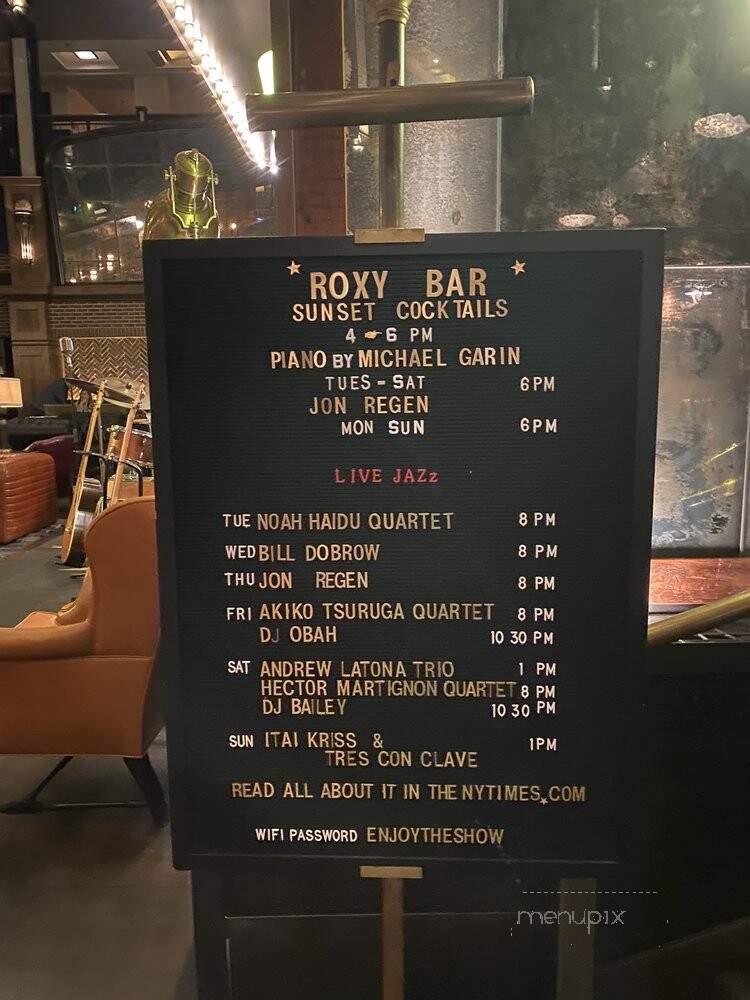 ROXY BAR
SUNSET COCKTAILS
4 6 PM
PIANO BY MICHAEL GARIN
TUES - SAT 6PM
JON REGEN
MON SUN 6PM
LIVE JAZz
TUE NOAH HAIDU QUARTET 8 PM
WED BILL DOBROW 8 PM
THU JON REGEN 8 PM
FRI AKIKO TSURUGA QUARTET 8 PM
DJ OBAH 10 30 PM
SAT ANDREW LATONA TRIO 1 PM
HECTOR MARTIGNON QUARTET 8 PM
DJ BAILEY 10 30 PM
SUN ITAI KRISS & 1PM
TRES CON CLAVE
READ ALL ABOUT IT IN THE NYTIMES.COM
WIFI PASSWORD ENJOYTHESHOW
menupix